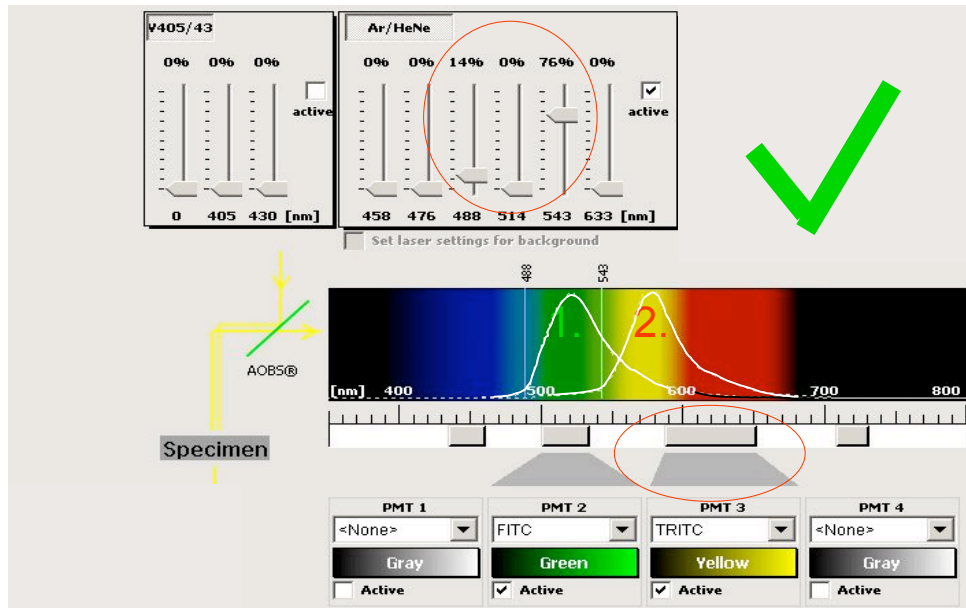 405/43
Ar/HeNe
0% 0% 0%
0% 0% 14% 0% 76% 0%
active
active
0 405 430 [nm]
458 476 488 514 543 633 [nm]
Set laser settings for background
488 543
1. 2.
AOBS®
[nm] 400 500 600 700 800
Specimen
PMT 1 PMT 2 PMT 3 PMT 4
<None> FITC TRITC <None>
Gray Green Yellow Gray
Active Active Active Active